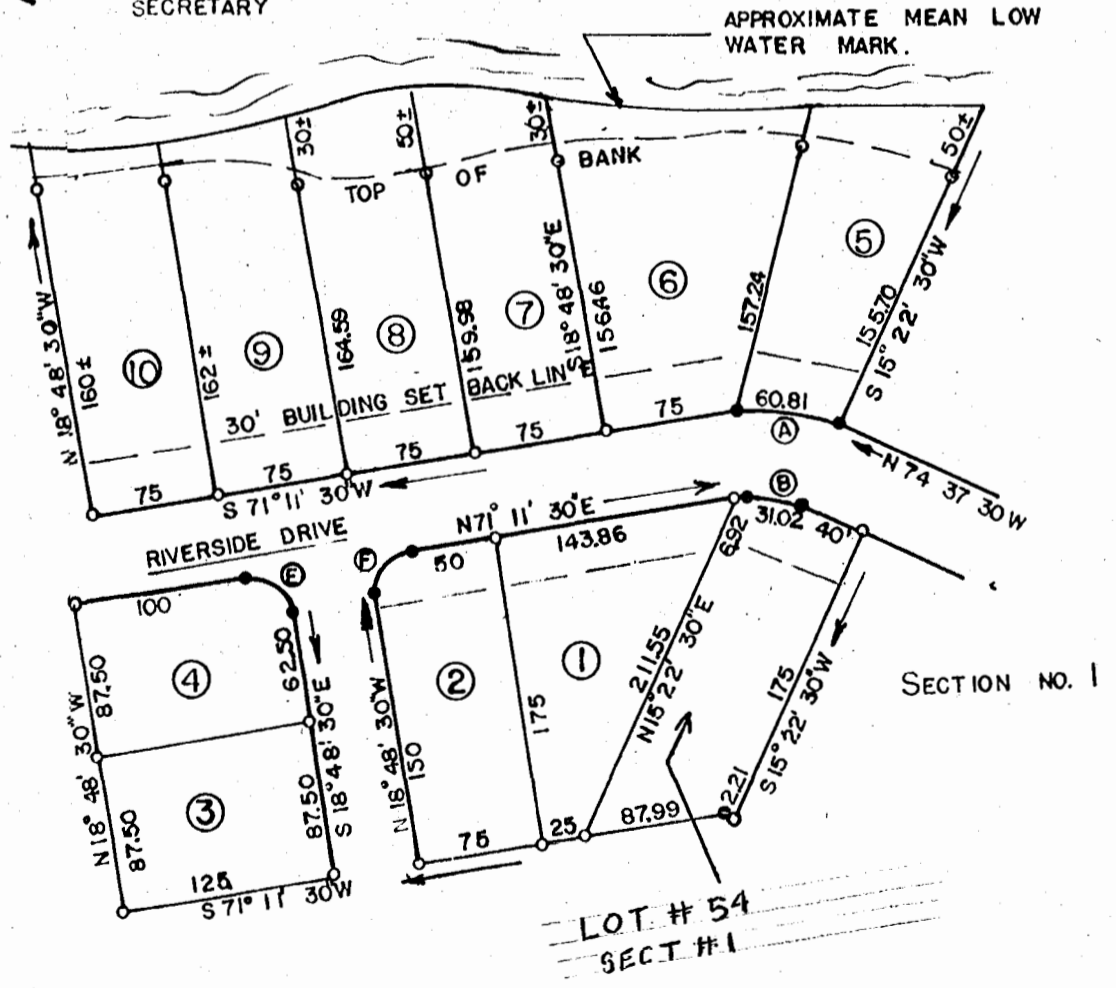 SECRETARY
APPROXIMATE MEAN LOW
WATER MARK.
30±
50±
30±
50±
TOP OF BANK
N 18° 48' 30"W
160±
10
162±
9
164.59
8
159.98
7
S18° 48' 30"E
156.46
6
157.24
5
155.70
S 15° 22' 30"W
30' BUILDING SET BACK LINE
75
75
75
75
75
60.81
A
N 74 37 30 W
S 71° 11' 30"W
RIVERSIDE DRIVE
N71° 11' 30"E
143.86
50
F
E
B
31.02
40'
6.92
100
87.50
N18° 48' 30"W
87.50
4
62.50
3
87.50
S 18° 48' 30"E
125
S 71° 11' 30"W
N 18° 48' 30"W
150
2
175
1
211.55
N15° 22' 30"E
175
S15° 22' 30"W
2.21
75
25
87.99
SECTION NO. 1
LOT # 54
SECT #1